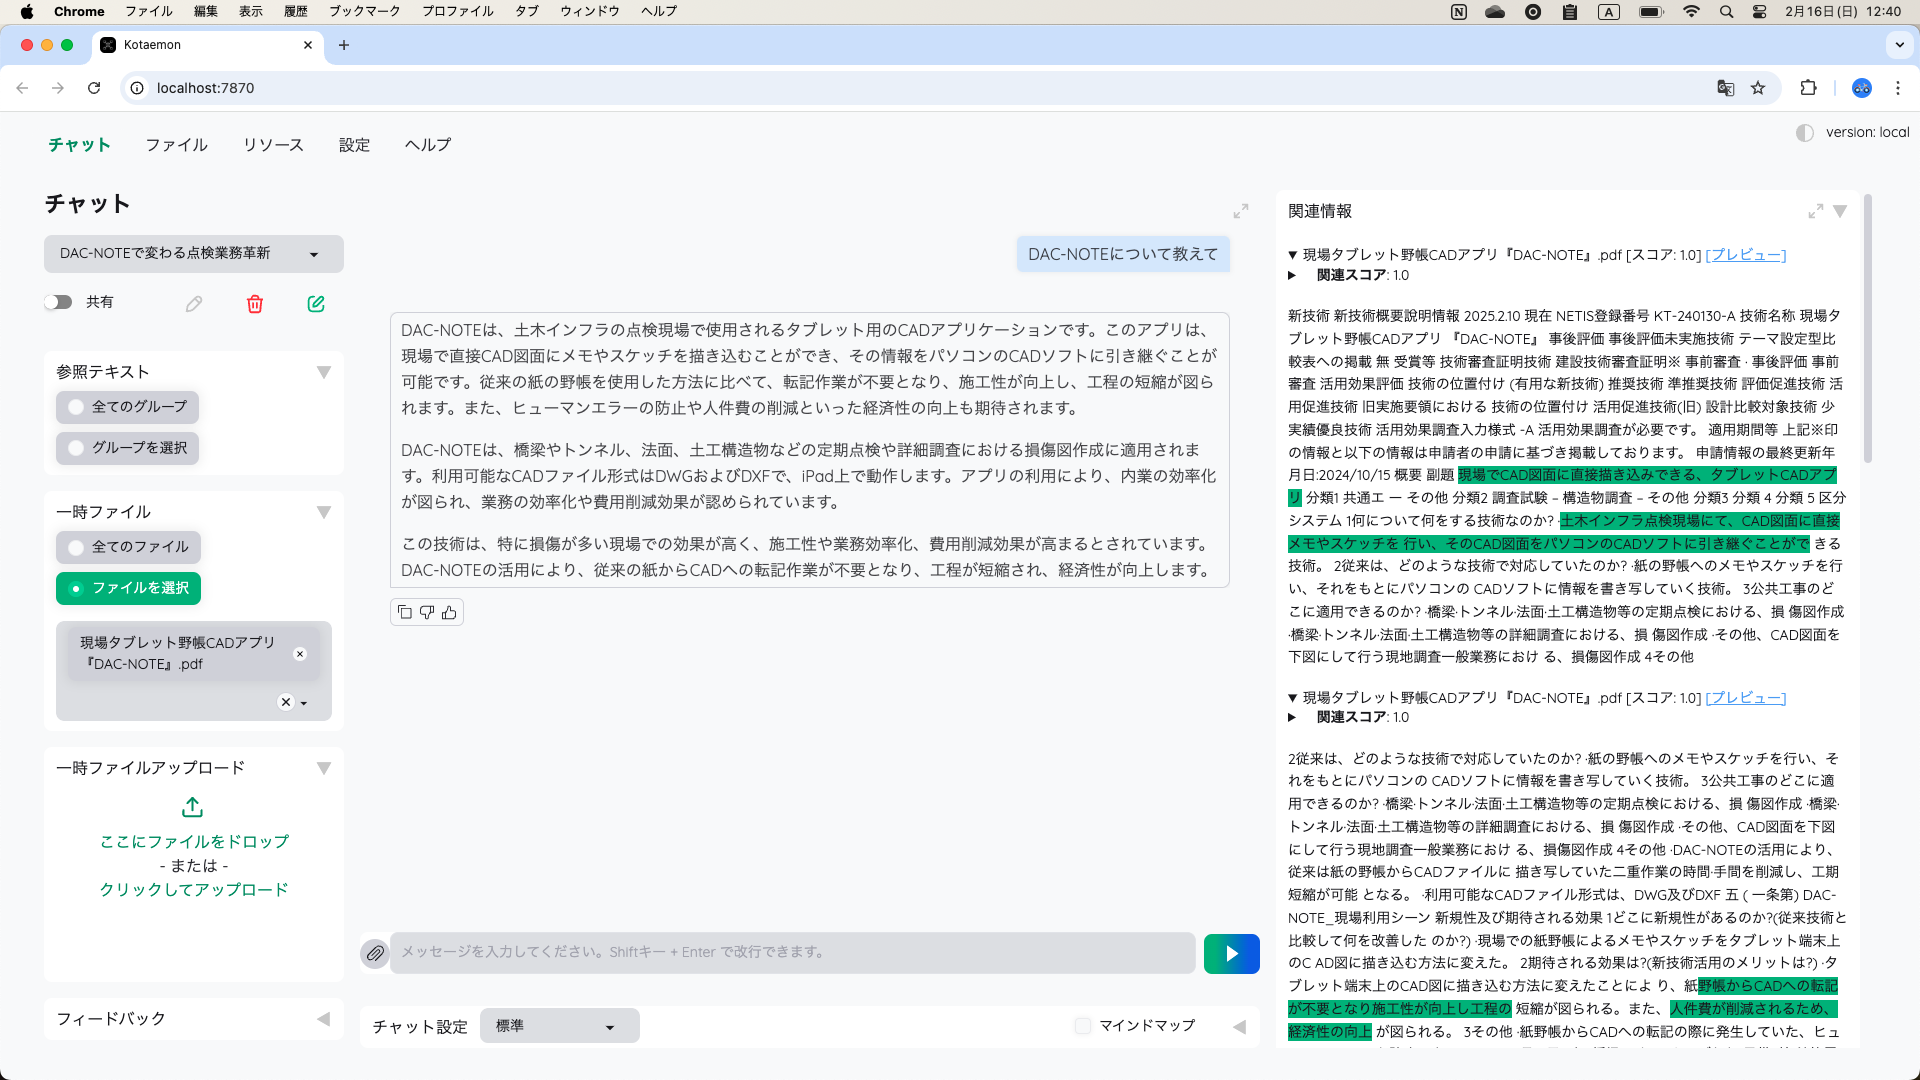 Chrome ファイル 編集 表示 履歴 ブックマーク プロファイル タブ ウィンドウ ヘルプ
A
2月16日(日) 12:40
Kotaemon
localhost:7870
チャット ファイル リソース 設定 ヘルプ
version: local
チャット
DAC-NOTEで変わる点検業務革新
共有
参照テキスト
全てのグループ
グループを選択
一時ファイル
全てのファイル
ファイルを選択
現場タブレット野帳CADアプリ
『DAC-NOTE』.pdf
一時ファイルアップロード
ここにファイルをドロップ
- または -
クリックしてアップロード
フィードバック
DAC-NOTEについて教えて
DAC-NOTEは、土木インフラの点検現場で使用されるタブレット用のCADアプリケーションです。このアプリは、
現場で直接CAD図面にメモやスケッチを描き込むことができ、その情報をパソコンのCADソフトに引き継ぐことが
可能です。従来の紙の野帳を使用した方法に比べて、転記作業が不要となり、施工性が向上し、工程の短縮が図ら
れます。また、ヒューマンエラーの防止や人件費の削減といった経済性の向上も期待されます。
DAC-NOTEは、橋梁やトンネル、法面、土工構造物などの定期点検や詳細調査における損傷図作成に適用されま
す。利用可能なCADファイル形式はDWGおよびDXFで、iPad上で動作します。アプリの利用により、内業の効率化
が図られ、業務の効率化や費用削減効果が認められています。
この技術は、特に損傷が多い現場での効果が高く、施工性や業務効率化、費用削減効果が高まるとされています。
DAC-NOTEの活用により、従来の紙からCADへの転記作業が不要となり、工程が短縮され、経済性が向上します。
メッセージを入力してください。Shiftキー + Enter で改行できます。
チャット設定 標準 マインドマップ
関連情報
現場タブレット野帳CADアプリ『DAC-NOTE』.pdf [スコア: 1.0] [プレビュー]
関連スコア: 1.0
新技術 新技術概要説明情報 2025.2.10 現在 NETIS登録番号 KT-240130-A 技術名称 現場タ
ブレット野帳CADアプリ 『DAC-NOTE』 事後評価 事後評価未実施技術 テーマ設定型比
較表への掲載 無 受賞等 技術審査証明技術 建設技術審査証明※ 事前審査・事後評価 事前
審査 活用効果評価 技術の位置付け (有用な新技術) 推奨技術 準推奨技術 評価促進技術 活
用促進技術 旧実施要領における 技術の位置付け 活用促進技術(旧) 設計比較対象技術 少
実績優良技術 活用効果調査入力様式 -A 活用効果調査が必要です。 適用期間等 上記※印
の情報と以下の情報は申請者の申請に基づき掲載しております。 申請情報の最終更新年
月日:2024/10/15 概要 副題 現場でCAD図面に直接描き込みできる、タブレットCADアプ
リ 分類1 共通エ ー その他 分類2 調査試験 – 構造物調査 – その他 分類3 分類 4 分類 5 区分
システム 1何について何をする技術なのか? ·土木インフラ点検現場にて、CAD図面に直接
メモやスケッチを 行い、そのCAD図面をパソコンのCADソフトに引き継ぐことがで きる
技術。 2従来は、どのような技術で対応していたのか? ·紙の野帳へのメモやスケッチを行
い、それをもとにパソコンの CADソフトに情報を書き写していく技術。 3公共工事のど
こに適用できるのか? ·橋梁·トンネル·法面·土工構造物等の定期点検における、損 傷図作成
·橋梁·トンネル·法面·土工構造物等の詳細調査における、損 傷図作成 ·その他、CAD図面を
下図にして行う現地調査一般業務におけ る、損傷図作成 4その他
現場タブレット野帳CADアプリ『DAC-NOTE』.pdf [スコア: 1.0] [プレビュー]
関連スコア: 1.0
2従来は、どのような技術で対応していたのか? ·紙の野帳へのメモやスケッチを行い、そ
れをもとにパソコンの CADソフトに情報を書き写していく技術。 3公共工事のどこに適
用できるのか? ·橋梁·トンネル·法面·土工構造物等の定期点検における、損 傷図作成 ·橋梁·
トンネル·法面·土工構造物等の詳細調査における、損 傷図作成 ·その他、CAD図面を下図
にして行う現地調査一般業務におけ る、損傷図作成 4その他 ·DAC-NOTEの活用により、
従来は紙の野帳からCADファイルに 描き写していた二重作業の時間·手間を削減し、工期
短縮が可能 となる。 ·利用可能なCADファイル形式は、DWG及びDXF 五 ( 一条第) DAC-
NOTE_現場利用シーン 新規性及び期待される効果 1どこに新規性があるのか?(従来技術と
比較して何を改善した のか?) ·現場での紙野帳によるメモやスケッチをタブレット端末上
のC AD図に描き込む方法に変えた。 2期待される効果は?(新技術活用のメリットは?) ·タ
ブレット端末上のCAD図に描き込む方法に変えたことによ り、紙野帳からCADへの転記
が不要となり施工性が向上し工程の 短縮が図られる。また、人件費が削減されるため、
経済性の向上 が図られる。 3その他 ·紙野帳からCADへの転記の際に発生していた、ヒュ